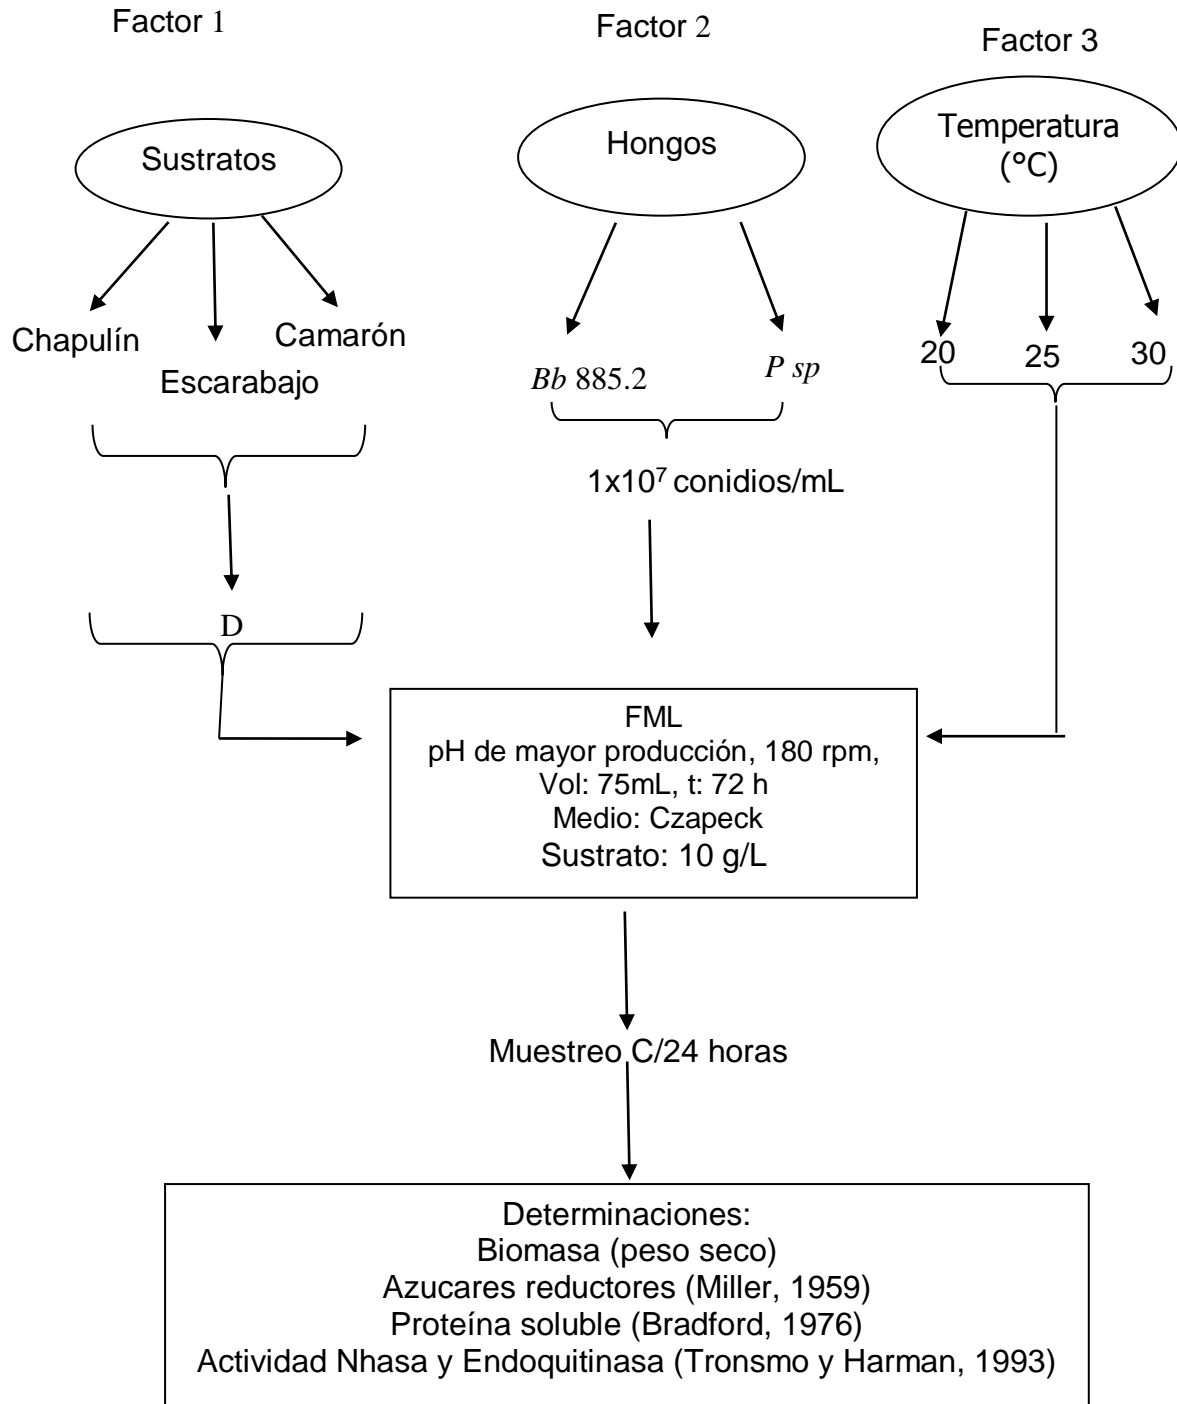 Factor 1
Factor 2
Factor 3
Sustratos
Hongos
Temperatura
(°C)
Chapulín
Escarabajo
Camarón
Bb 885.2
P sp
20
25
30
1x10⁷ conidios/mL
D
FML
pH de mayor producción, 180 rpm,
Vol: 75mL, t: 72 h
Medio: Czapeck
Sustrato: 10 g/L
Muestreo C/24 horas
Determinaciones:
Biomasa (peso seco)
Azucares reductores (Miller, 1959)
Proteína soluble (Bradford, 1976)
Actividad Nhasa y Endoquitinasa (Tronsmo y Harman, 1993)